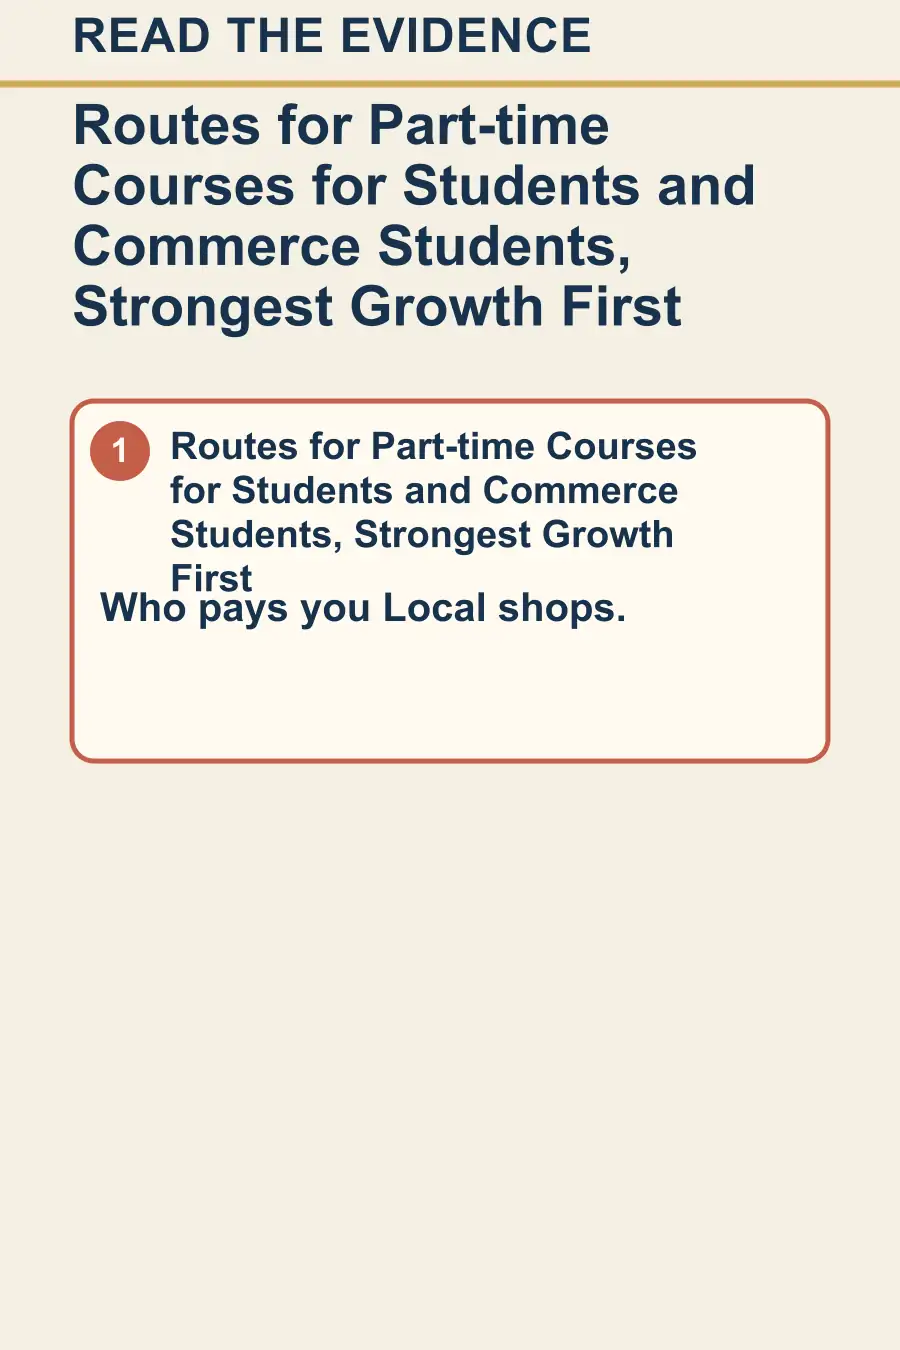 READ THE EVIDENCE
Routes for Part-time
Courses for Students and
Commerce Students,
Strongest Growth First
1
Routes for Part-time Courses
for Students and Commerce
Students, Strongest Growth
First
Who pays you Local shops.